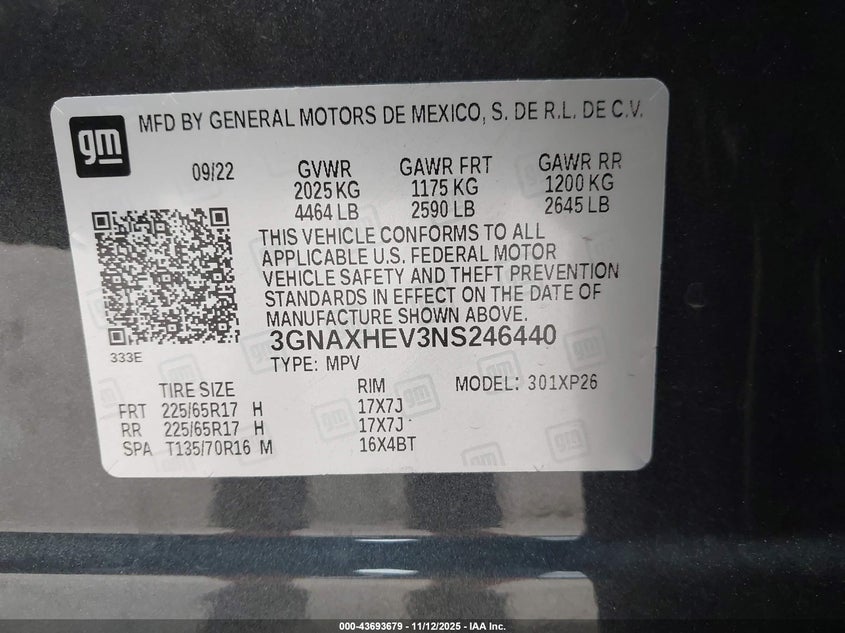 gm
MFD BY GENERAL MOTORS DE MEXICO, S. DE R.L. DE C.V.
09/22 GVWR GAWR FRT GAWR RR
2025 KG 1175 KG 1200 KG
4464 LB 2590 LB 2645 LB
THIS VEHICLE CONFORMS TO ALL
APPLICABLE U.S. FEDERAL MOTOR
VEHICLE SAFETY AND THEFT PREVENTION
STANDARDS IN EFFECT ON THE DATE OF
MANUFACTURE SHOWN ABOVE.
3GNAXHEV3NS246440
333E
TYPE: MPV
TIRE SIZE RIM MODEL: 301XP26
FRT 225/65R17 H 17X7J
RR 225/65R17 H 17X7J
SPA T135/70R16 M 16X4BT
000-43693679 - 11/12/2025 - IAA Inc.